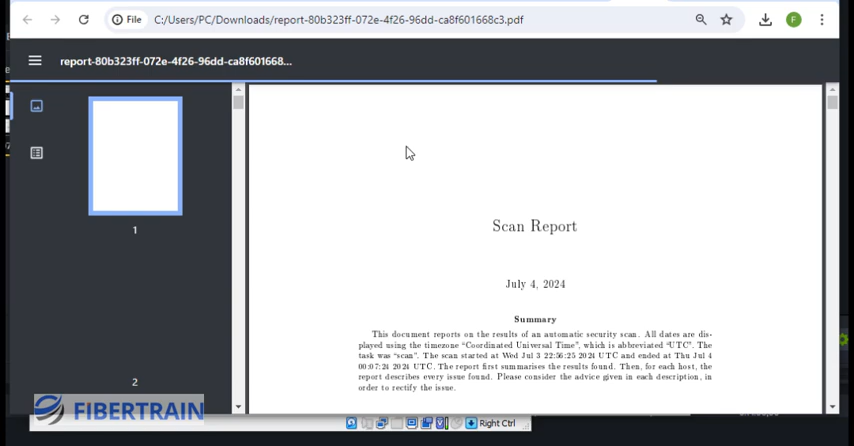 File
C:/Users/PC/Downloads/report-80b323ff-072e-4f26-96dd-ca8f601668c3.pdf
F
report-80b323ff-072e-4f26-96dd-ca8f601668...
1
2
Scan Report
July 4, 2024
Summary
This document reports on the results of an automatic security scan. All dates are dis-
played using the timezone “Coordinated Universal Time”, which is abbreviated “UTC”. The
task was “scan”. The scan started at Wed Jul 3 22:56:25 2024 UTC and ended at Thu Jul 4
00:07:24 2024 UTC. The report first summarises the results found. Then, for each host, the
report describes every issue found. Please consider the advice given in each description, in
order to rectify the issue.
FIBERTRAIN
Right Ctrl